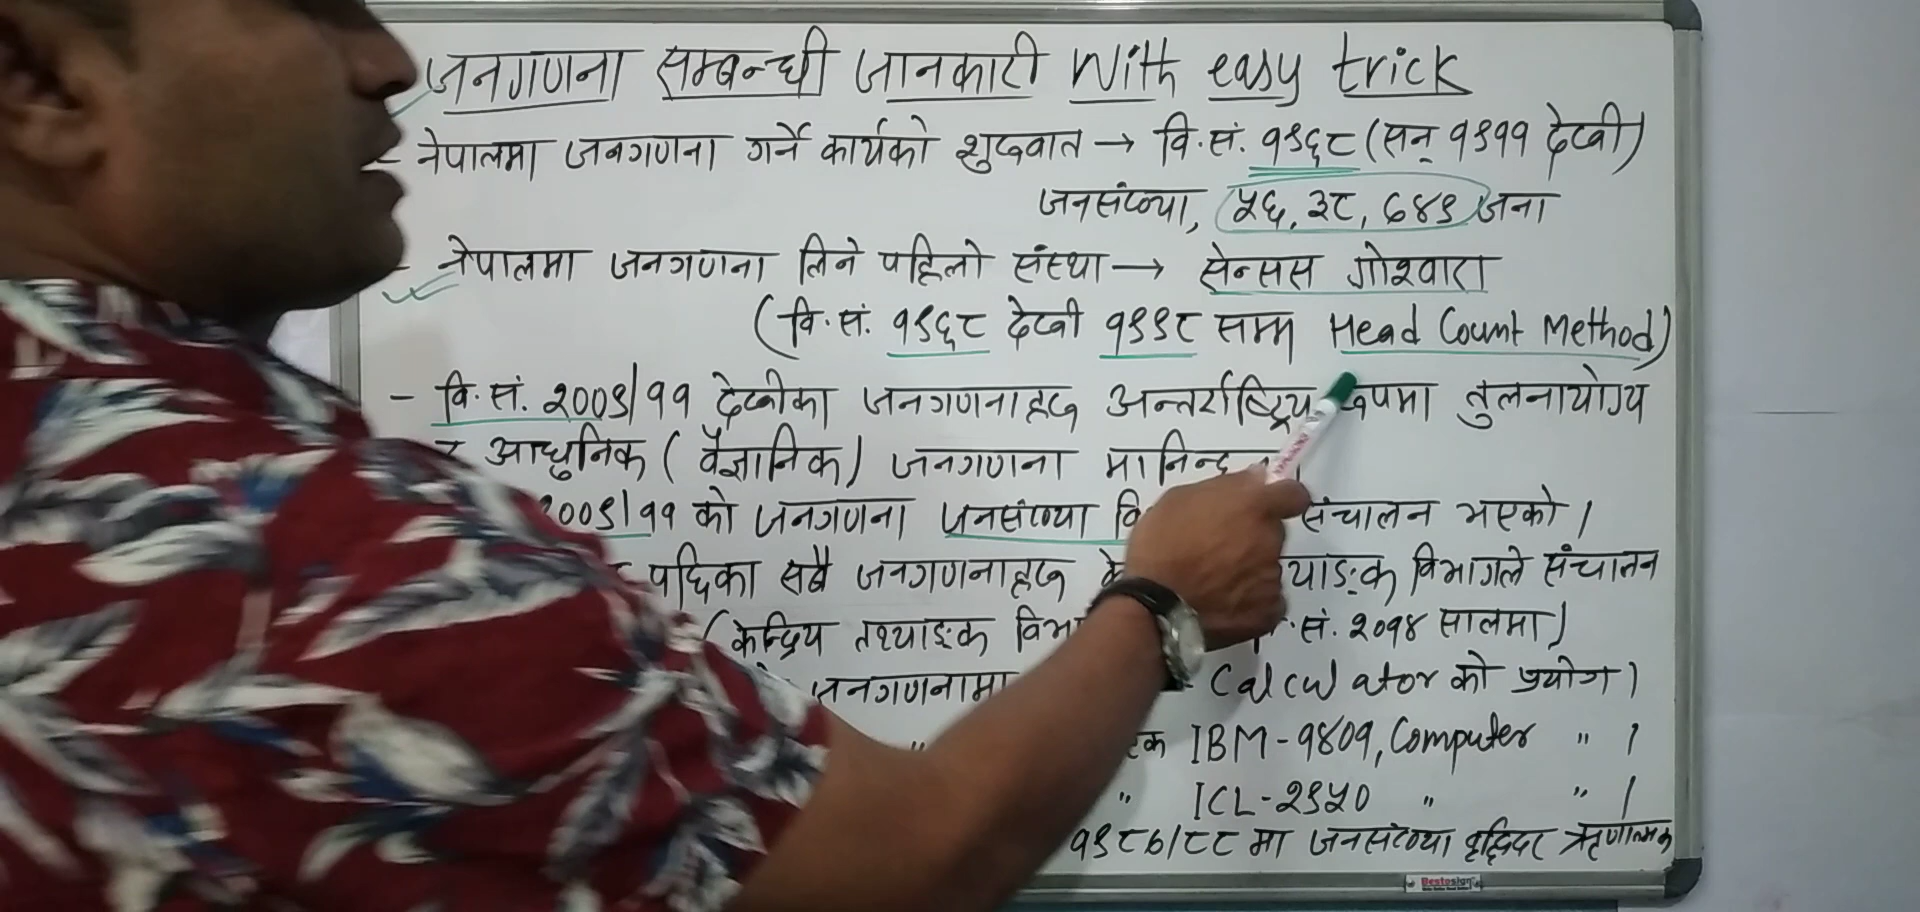 जनगणना सम्बन्धी जानकारी with easy trick
- नेपालमा जनगणना गर्ने कार्यको शुरुवात → वि.सं. १९६८ (सन् १९११ देखी)
जनसंख्या, ५६,३८,७४९ जना
- नेपालमा जनगणना लिने पहिलो संस्था → सेन्सस गोश्वारा
(वि.सं. १९६८ देखी १९९८ सम्म Head Count Method)
- वि.सं. २००९/११ देखीका जनगणनाहरु अन्तर्राष्ट्रिय रुपमा तुलनायोग्य
र आधुनिक (वैज्ञानिक) जनगणना
२००९/११ को जनगणना जनसंख्या संचालन भएको ।
पछिका सबै जनगणनाहरु विभागले संचालन
(केन्द्रिय तथ्याङ्क सं. २०१४ सालमा)
जनगणनामा - Calculator को प्रयोग ।
" IBM-१४०१, Computer " ।
" ICL-२९५० " " ।
१९८७/८८ मा जनसंख्या वृद्धिदर ऋणात्मक
Bestosign